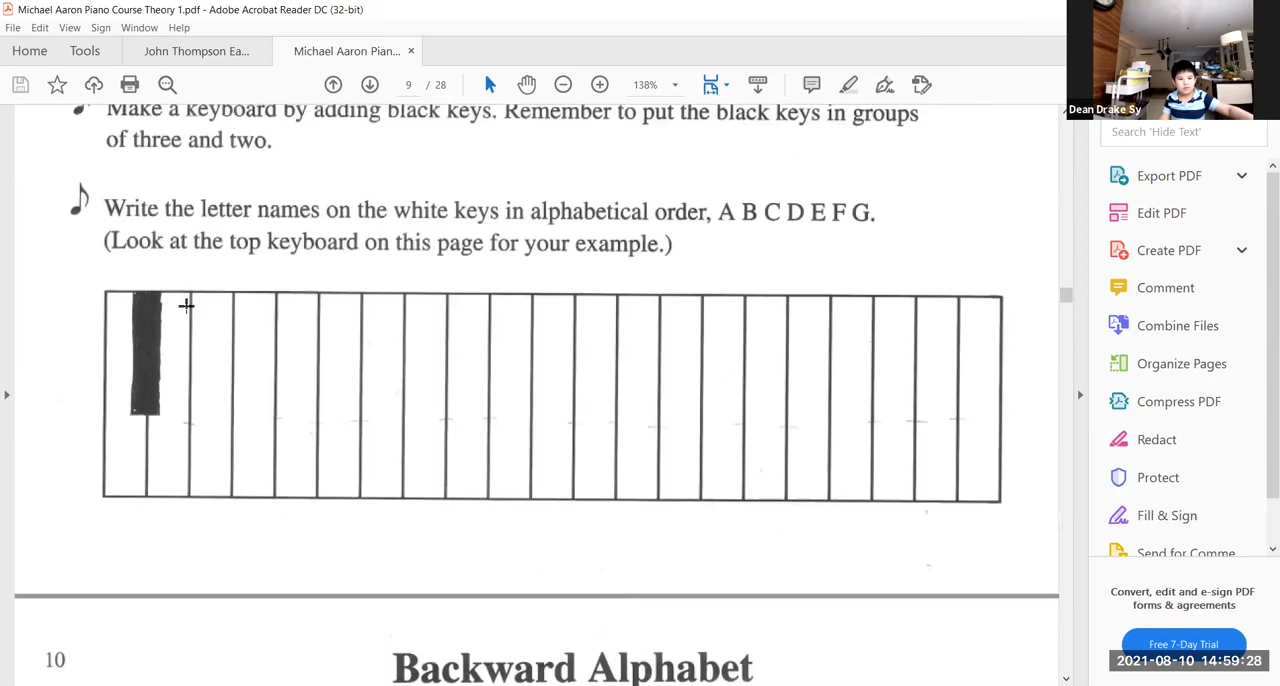 Michael Aaron Piano Course Theory 1.pdf - Adobe Acrobat Reader DC (32-bit)
File Edit View Sign Window Help
Home Tools John Thompson Ea... Michael Aaron Pian... ×
9 / 28 138%
Dean Drake Sy
Search 'Hide Text'
Make a keyboard by adding black keys. Remember to put the black keys in groups
of three and two.
Write the letter names on the white keys in alphabetical order, A B C D E F G.
(Look at the top keyboard on this page for your example.)
10
Backward Alphabet
Export PDF
Edit PDF
Create PDF
Comment
Combine Files
Organize Pages
Compress PDF
Redact
Protect
Fill & Sign
Send for Comme
Convert, edit and e-sign PDF
forms & agreements
Free 7-Day Trial
2021-08-10 14:59:28